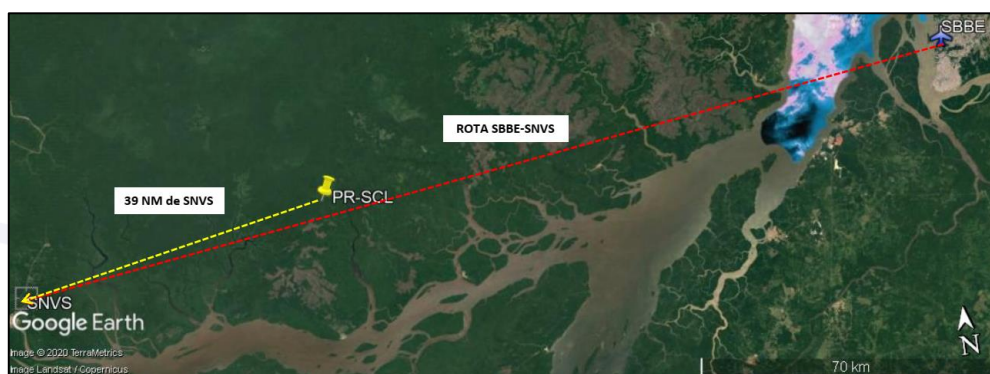 SBBE
ROTA SBBE-SNVS
39 NM de SNVS
PR-SCL
SNVS
Google Earth
Image © 2020 TerraMetrics
Image Landsat / Copernicus
70 km
N